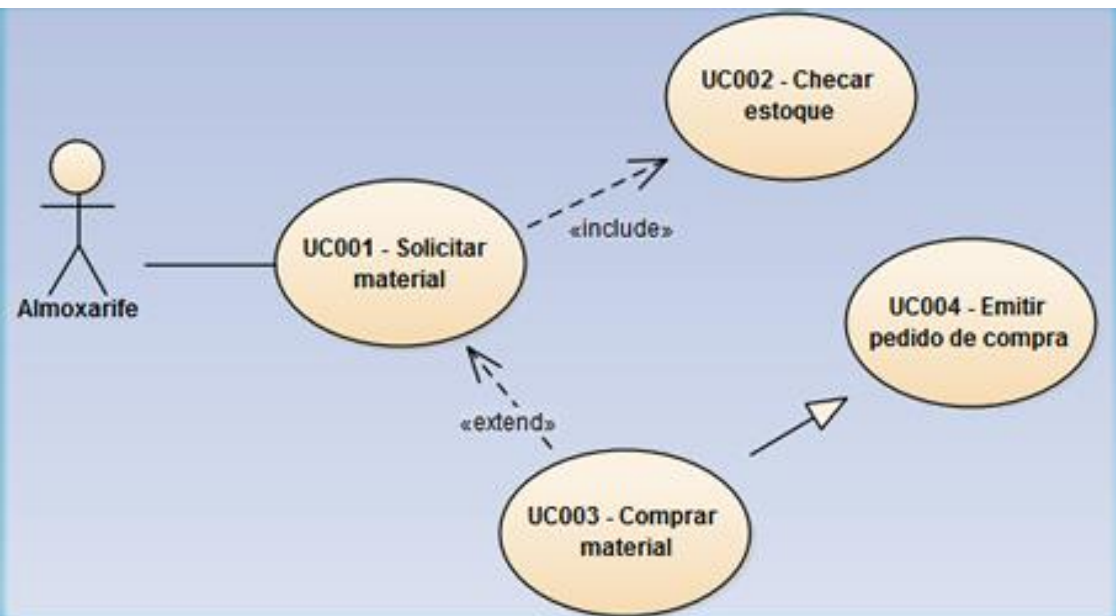 UC002 - Checar
estoque
UC001 - Solicitar
material
«include»
Almoxarife
UC004 - Emitir
pedido de compra
«extend»
UC003 - Comprar
material